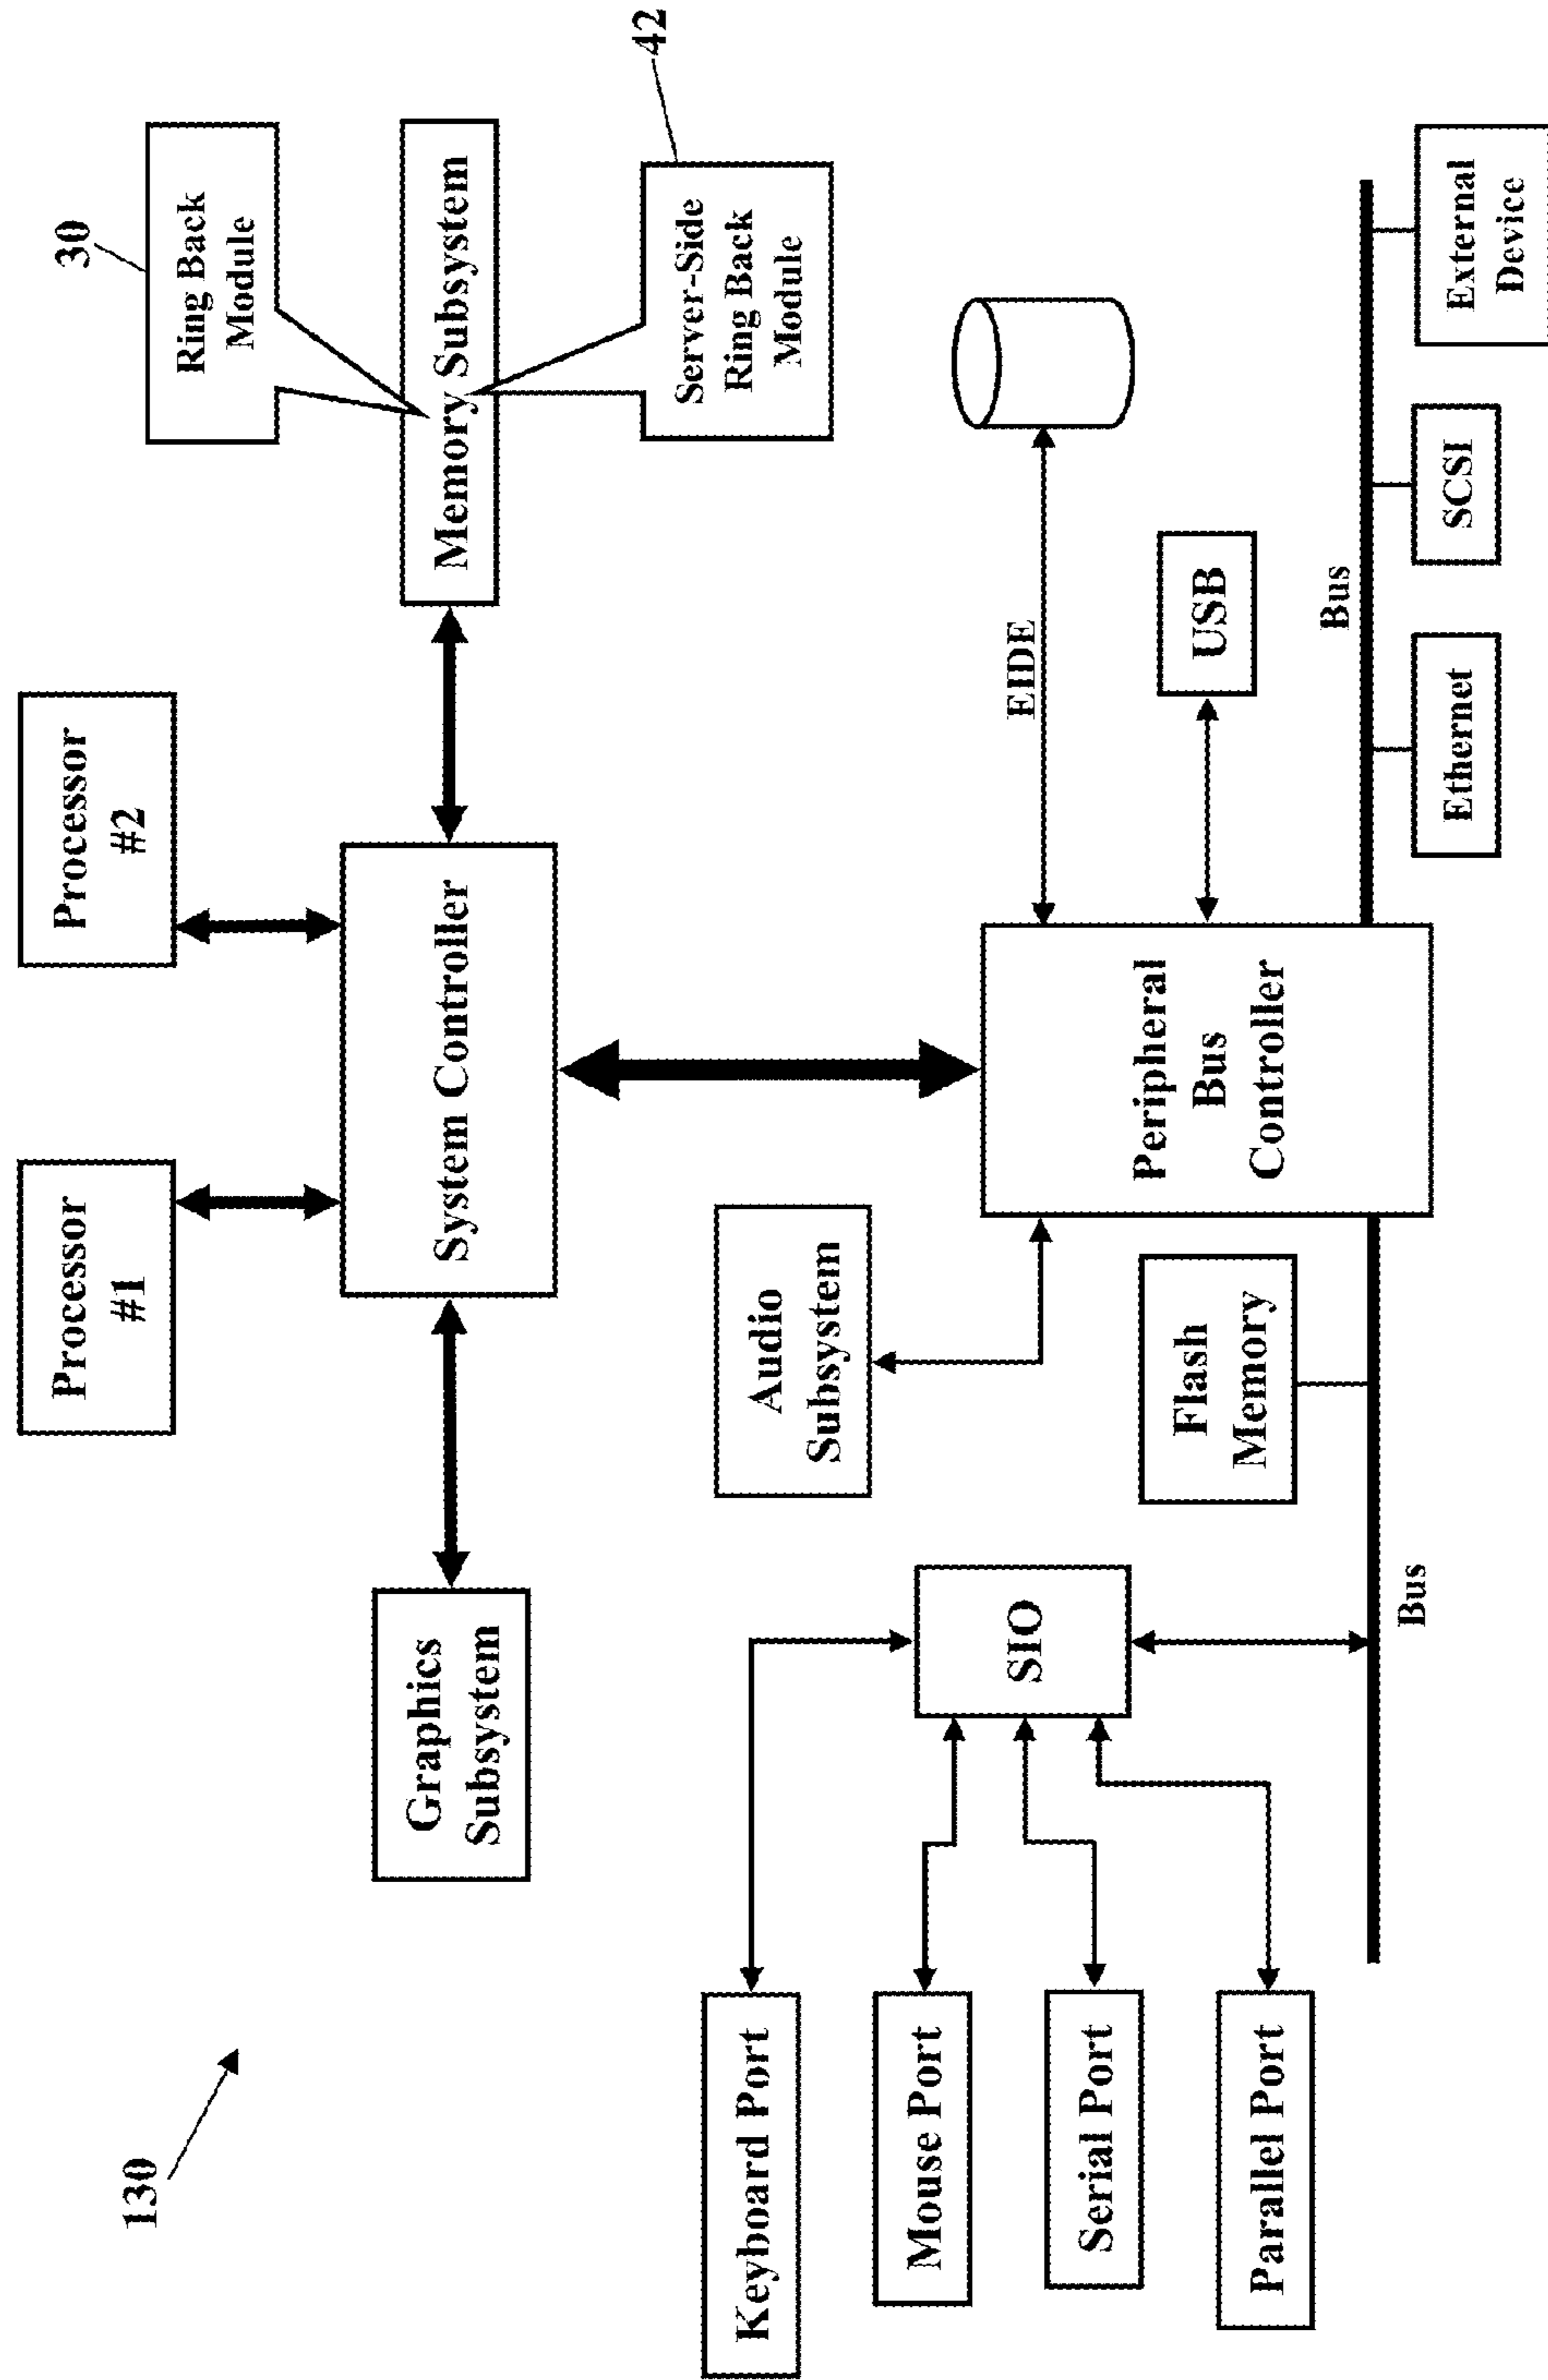 130
Processor
#1
Processor
#2
30
Ring Back
Module
Graphics
Subsystem
System Controller
Memory Subsystem
42
Server-Side
Ring Back
Module
Keyboard Port
Mouse Port
Serial Port
Parallel Port
SIO
Audio
Subsystem
Flash
Memory
Bus
Peripheral
Bus
Controller
EIDE
USB
Bus
Ethernet
SCSI
External
Device